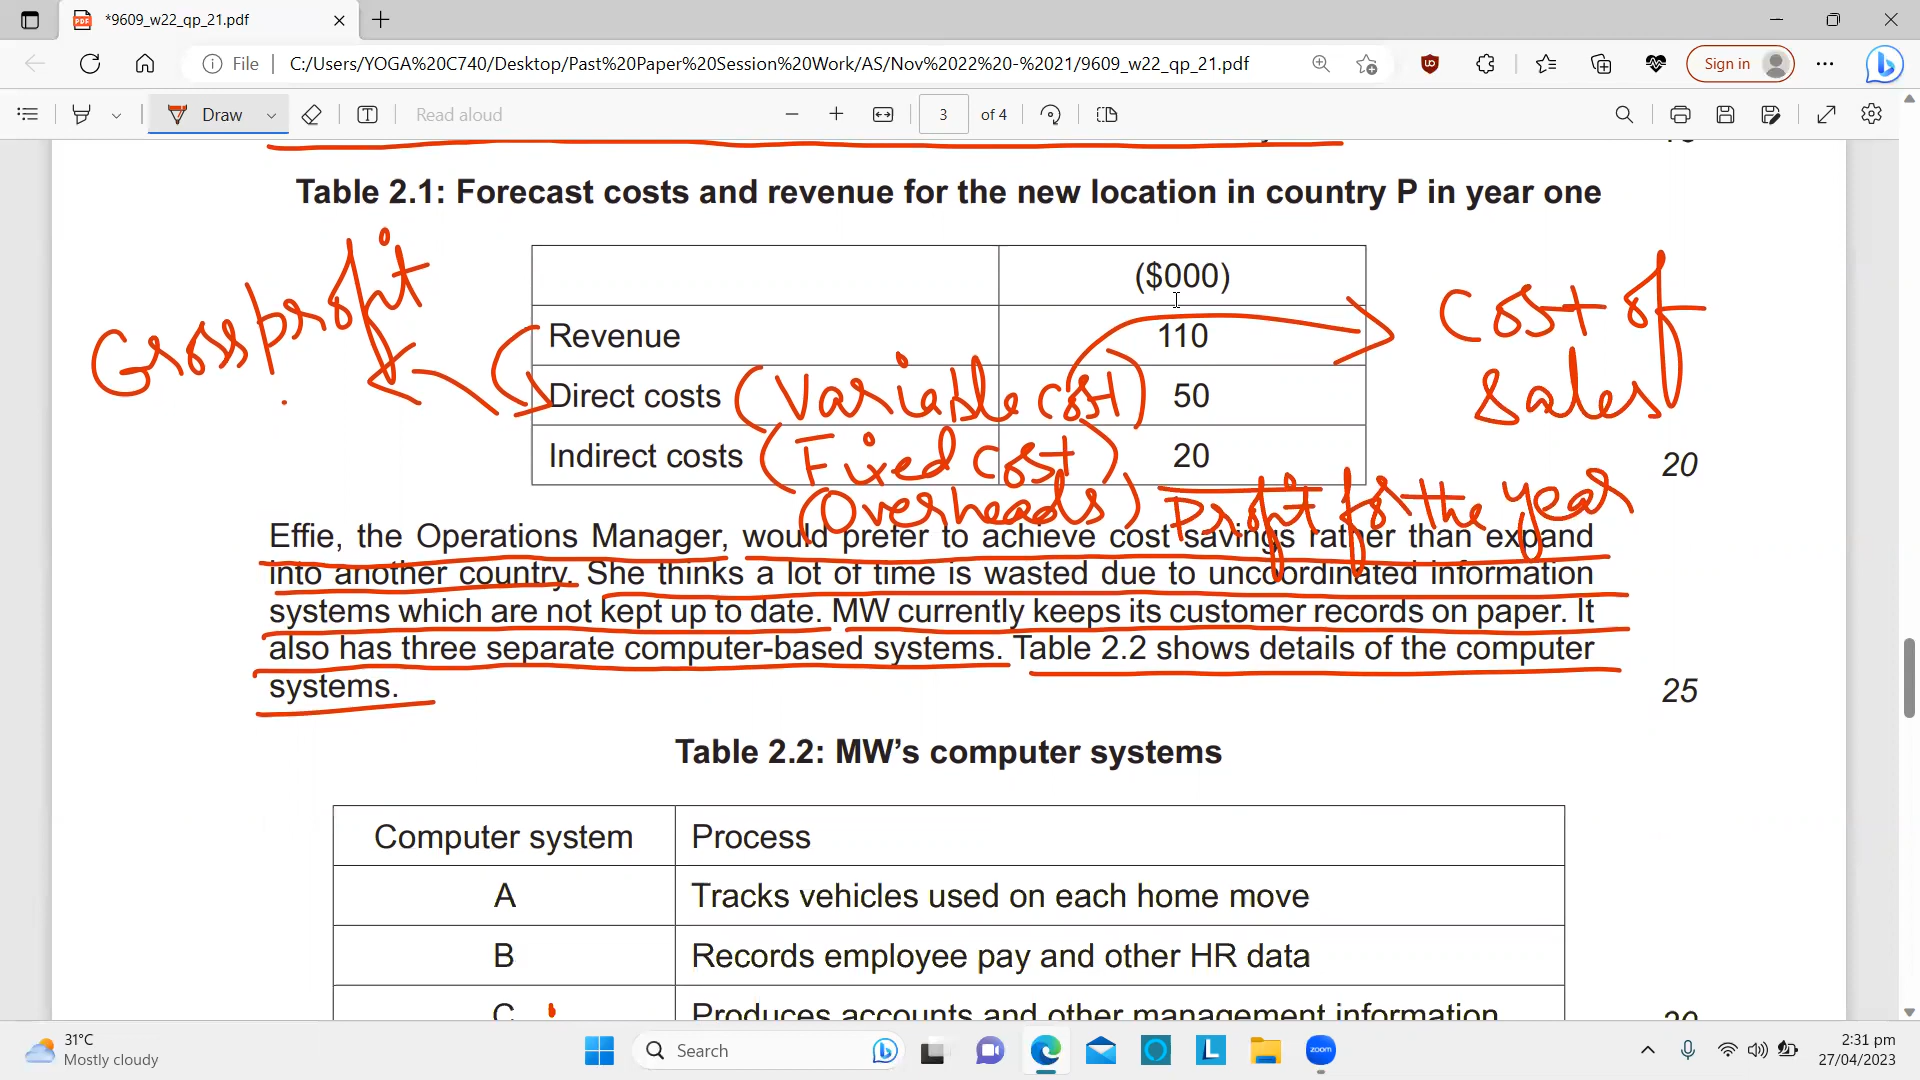 *9609_w22_qp_21.pdf
File
C:/Users/YOGA%20C740/Desktop/Past%20Paper%20Session%20Work/AS/Nov%2022%20-%2021/9609_w22_qp_21.pdf
Sign in
Draw
Read aloud
3 of 4
Table 2.1: Forecast costs and revenue for the new location in country P in year one
($000)
Gross profit
Revenue 110
Cost of
sales
Direct costs (Variable cost) 50
Indirect costs (Fixed cost) 20
20
(Overheads) Profit for the year
Effie, the Operations Manager, would prefer to achieve cost savings rather than expand
into another country. She thinks a lot of time is wasted due to uncoordinated information
systems which are not kept up to date. MW currently keeps its customer records on paper. It
also has three separate computer-based systems. Table 2.2 shows details of the computer
systems.
25
Table 2.2: MW's computer systems
Computer system Process
A Tracks vehicles used on each home move
B Records employee pay and other HR data
C Produces accounts and other management information
31°C
Mostly cloudy
Search
zoom
2:31 pm
27/04/2023